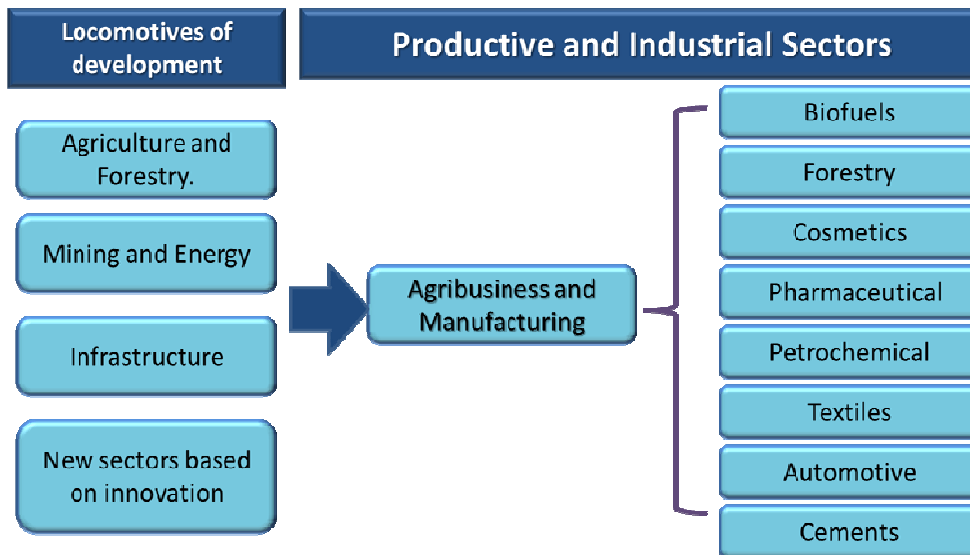 Locomotives of
development
Productive and Industrial Sectors
Agriculture and
Forestry.
Mining and Energy
Infrastructure
New sectors based
on innovation
Agribusiness and
Manufacturing
Biofuels
Forestry
Cosmetics
Pharmaceutical
Petrochemical
Textiles
Automotive
Cements